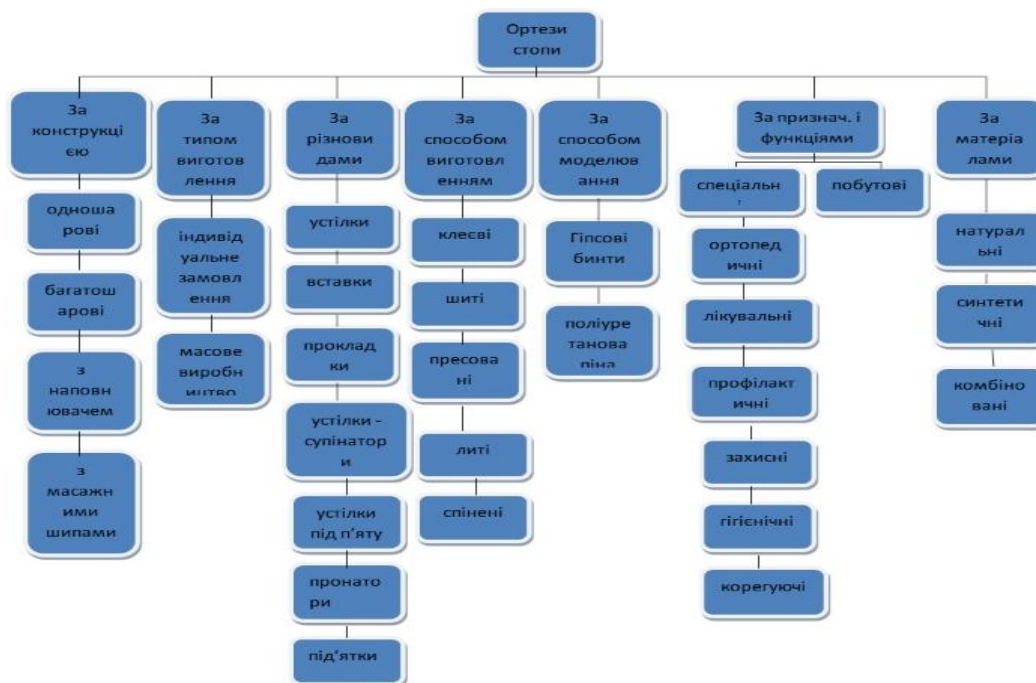 Ортези
стопи
За
конструкці
єю
одноша
рові
багатош
арові
з
наповн
ювачем
з
масажн
ими
шипами
За
типом
виготов
лення
індивід
уальне
замовл
ення
масове
виробн
ицтво
За
різнови
дами
устілки
вставки
проклад
ки
устілки -
супінатор
и
устілки
під п’яту
пронато
ри
під’ятки
За
способом
виготовл
енням
клеєві
шиті
пресова
ні
литі
спінені
За
способом
моделюв
ання
Гіпсові
бинти
поліуре
танова
піна
За признач. і
функціями
спеціальн
ортопед
ичні
лікувальні
профілакт
ичні
захисні
гігієнічні
корегуючі
побутові
За
матеріа
лами
натурал
ьні
синтети
чні
комбіно
вані